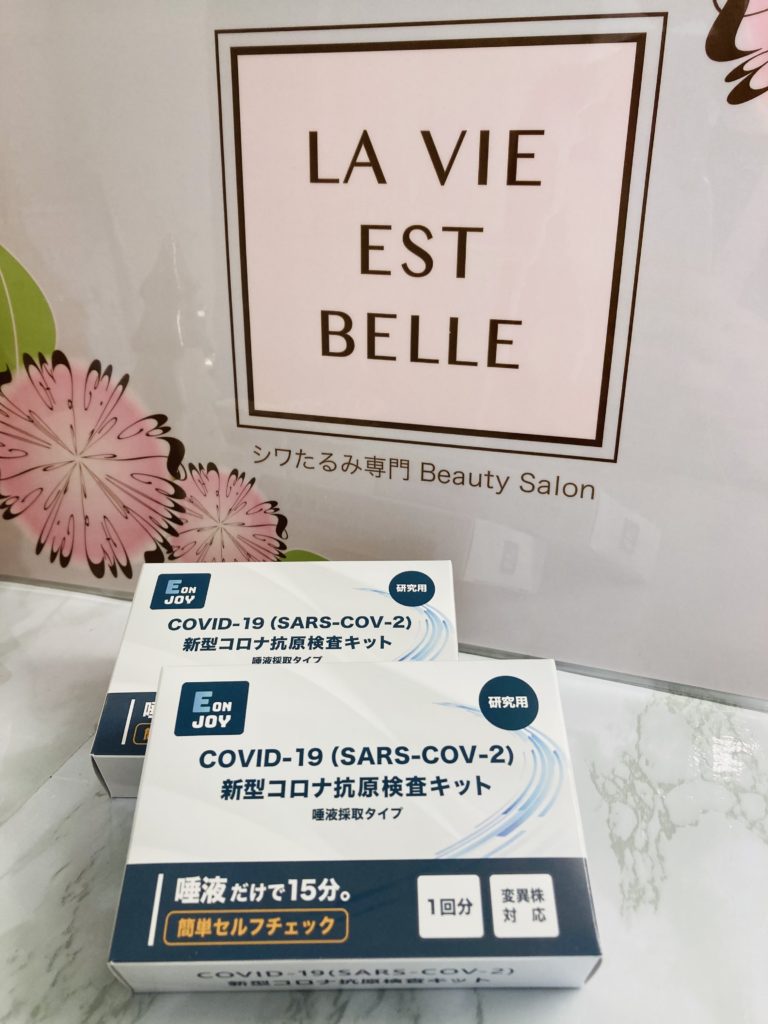 LA VIE
EST
BELLE
シワたるみ専門 Beauty Salon
E ON
JOY
研究用
COVID-19 (SARS-COV-2)
新型コロナ抗原検査キット
唾液採取タイプ
唾
E ON
JOY
研究用
COVID-19 (SARS-COV-2)
新型コロナ抗原検査キット
唾液採取タイプ
唾液だけで15分。
簡単セルフチェック
1回分
変異株
対応
COVID-19(SARS-COV-2)
新型コロナ抗原検査キット